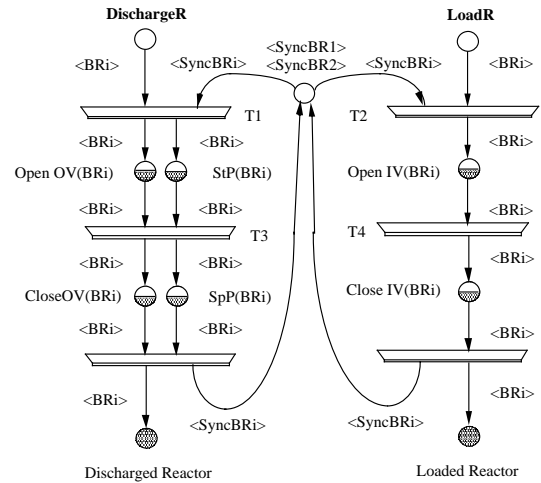 DischargeR
LoadR
<SyncBR1>
<SyncBR2>
<BRi>
<SyncBRi>
<SyncBRi>
<BRi>
T1
T2
<BRi>
<BRi>
<BRi>
Open OV(BRi)
StP(BRi)
Open IV(BRi)
<BRi>
<BRi>
<BRi>
T3
T4
<BRi>
<BRi>
<BRi>
CloseOV(BRi)
SpP(BRi)
Close IV(BRi)
<BRi>
<BRi>
<BRi>
<BRi>
<SyncBRi>
<SyncBRi>
<BRi>
Discharged Reactor
Loaded Reactor